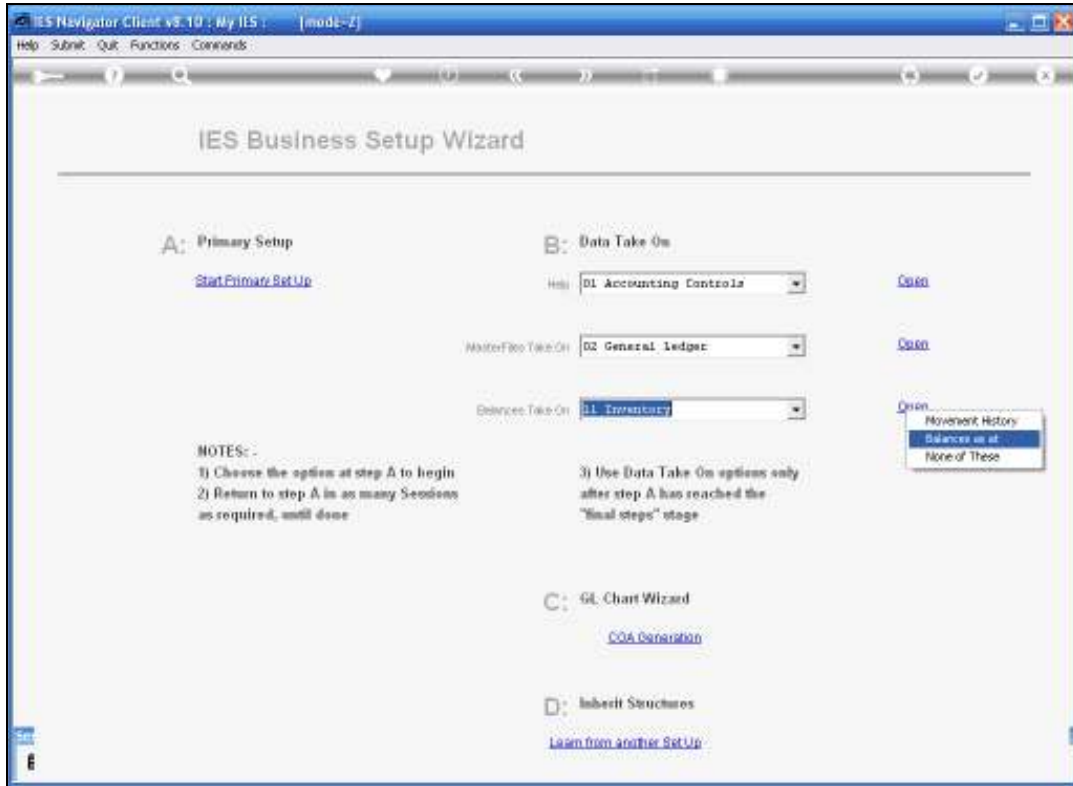 IES Navigator Client v8.10 : My IES : [mode=2]
Help Submit Quit Functions Commands
IES Business Setup Wizard
A: Primary Setup
Start Primary Set Up
B: Data Take On
Help 01 Accounting Controls Open
MasterFiles Take On 02 General Ledger Open
Balances Take On 11 Inventory Open
Movement History
Balances as at
None of These
NOTES: -
1) Choose the option at step A to begin
2) Return to step A in as many Sessions
as required, until done
3) Use Data Take On options only
after step A has reached the
"final steps" stage
C: GL Chart Wizard
COA Generation
D: Inherit Structures
Learn from another Set Up